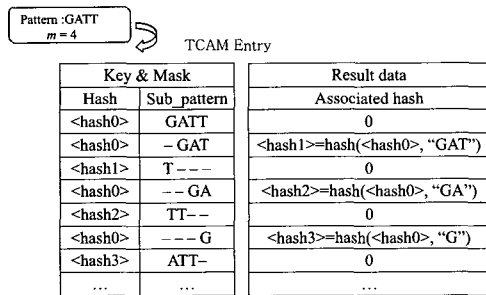 Pattern :GATT
m = 4
TCAM Entry
Key & Mask Result data
Hash Sub_pattern Associated hash
<hash0> GATT 0
<hash0> – GAT <hash1>=hash(<hash0>, “GAT”)
<hash1> T – – – 0
<hash0> – – GA <hash2>=hash(<hash0>, “GA”)
<hash2> TT– – 0
<hash0> – – – G <hash3>=hash(<hash0>, “G”)
<hash3> ATT– 0
... ... ...